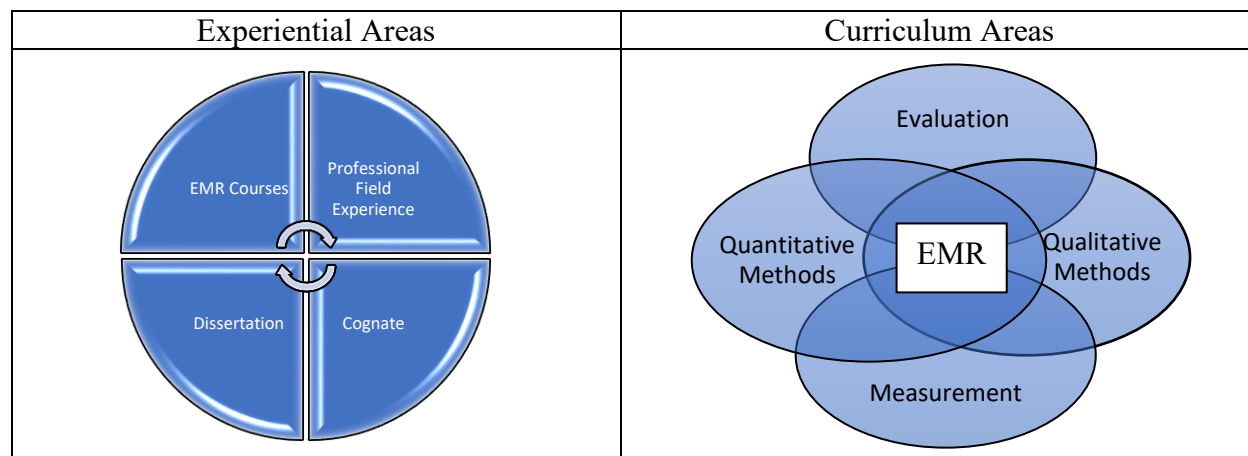 Experiential Areas
Curriculum Areas
EMR Courses
Professional
Field
Experience
Dissertation
Cognate
Evaluation
Quantitative
Methods
EMR
Qualitative
Methods
Measurement